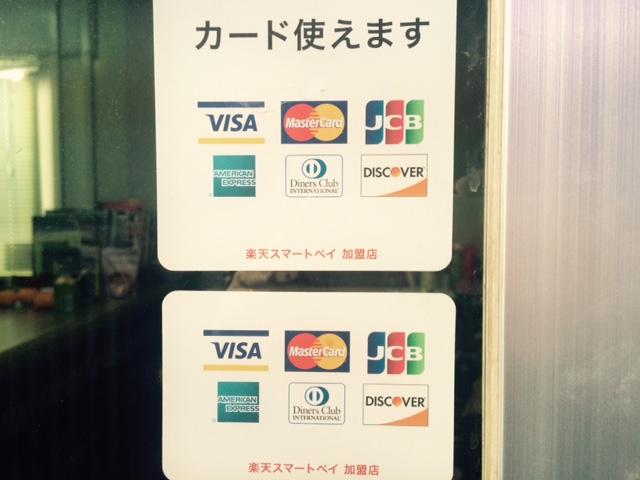 カード使えます
VISA MasterCard JCB
AMERICAN EXPRESS Diners Club INTERNATIONAL DISCOVER
楽天スマートペイ 加盟店
VISA MasterCard JCB
AMERICAN EXPRESS Diners Club INTERNATIONAL DISCOVER
楽天スマートペイ 加盟店